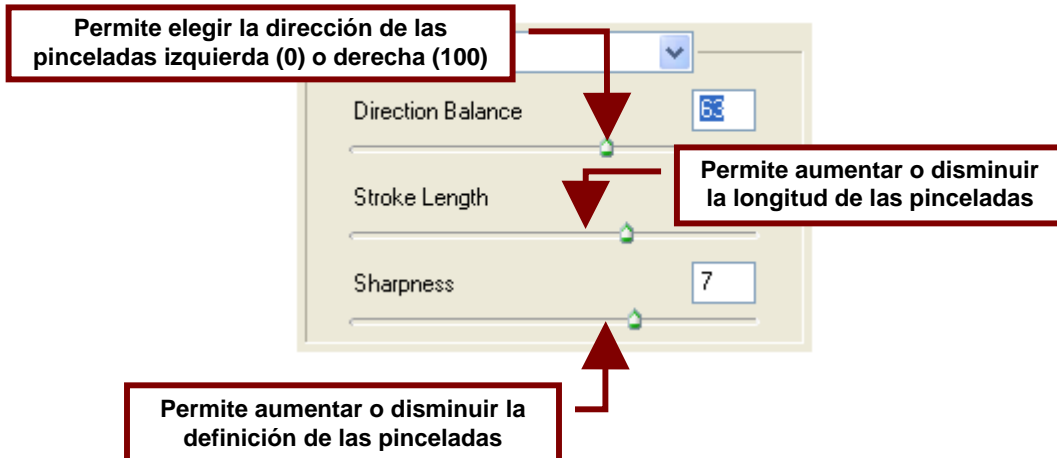 Permite elegir la dirección de las
pinceladas izquierda (0) o derecha (100)
Direction Balance
63
Permite aumentar o disminuir
la longitud de las pinceladas
Stroke Length
Sharpness
7
Permite aumentar o disminuir la
definición de las pinceladas